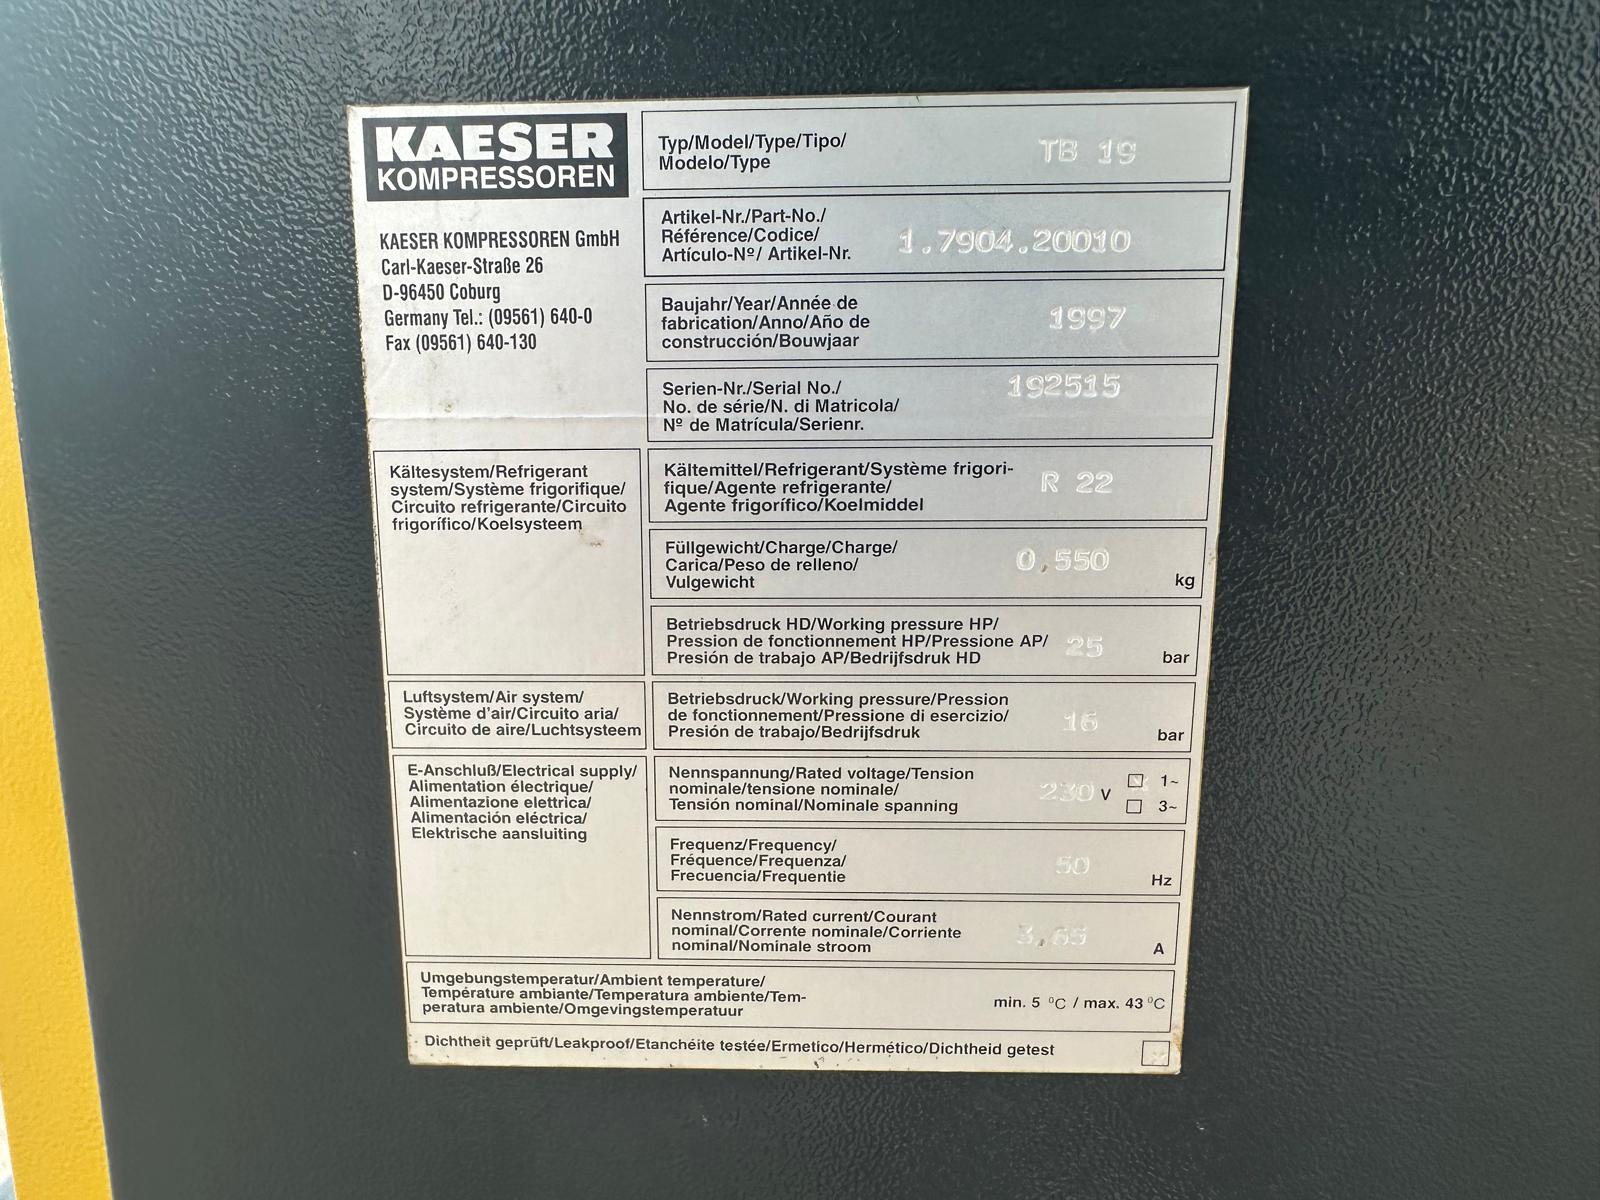 KAESER
KOMPRESSOREN
KAESER KOMPRESSOREN GmbH
Carl-Kaeser-Straße 26
D-96450 Coburg
Germany Tel.: (09561) 640-0
Fax (09561) 640-130
Typ/Model/Type/Tipo/
Modelo/Type
TB 19
Artikel-Nr./Part-No./
Référence/Codice/
Artículo-Nº/ Artikel-Nr.
1.7904.20010
Baujahr/Year/Année de
fabrication/Anno/Año de
construcción/Bouwjaar
1997
Serien-Nr./Serial No./
No. de série/N. di Matricola/
Nº de Matrícula/Serienr.
192515
Kältesystem/Refrigerant
system/Système frigorifique/
Circuito refrigerante/Circuito
frigorífico/Koelsysteem
Kältemittel/Refrigerant/Système frigori-
fique/Agente refrigerante/
Agente frigorífico/Koelmiddel
R 22
Füllgewicht/Charge/Charge/
Carica/Peso de relleno/
Vulgewicht
0,550
kg
Betriebsdruck HD/Working pressure HP/
Pression de fonctionnement HP/Pressione AP/
Presión de trabajo AP/Bedrijfsdruk HD
25
bar
Luftsystem/Air system/
Système d'air/Circuito aria/
Circuito de aire/Luchtsysteem
Betriebsdruck/Working pressure/Pression
de fonctionnement/Pressione di esercizio/
Presión de trabajo/Bedrijfsdruk
16
bar
E-Anschluß/Electrical supply/
Alimentation électrique/
Alimentazione elettrica/
Alimentación eléctrica/
Elektrische aansluiting
Nennspannung/Rated voltage/Tension
nominale/tensione nominale/
Tensión nominal/Nominale spanning
230 V
1~
3~
Frequenz/Frequency/
Fréquence/Frequenza/
Frecuencia/Frequentie
50
Hz
Nennstrom/Rated current/Courant
nominal/Corrente nominale/Corriente
nominal/Nominale stroom
3,65
A
Umgebungstemperatur/Ambient temperature/
Température ambiante/Temperatura ambiente/Tem-
peratura ambiente/Omgevingstemperatuur
min. 5 ⁰C / max. 43 ⁰C
Dichtheit geprüft/Leakproof/Etanchéite testée/Ermetico/Hermético/Dichtheid getest